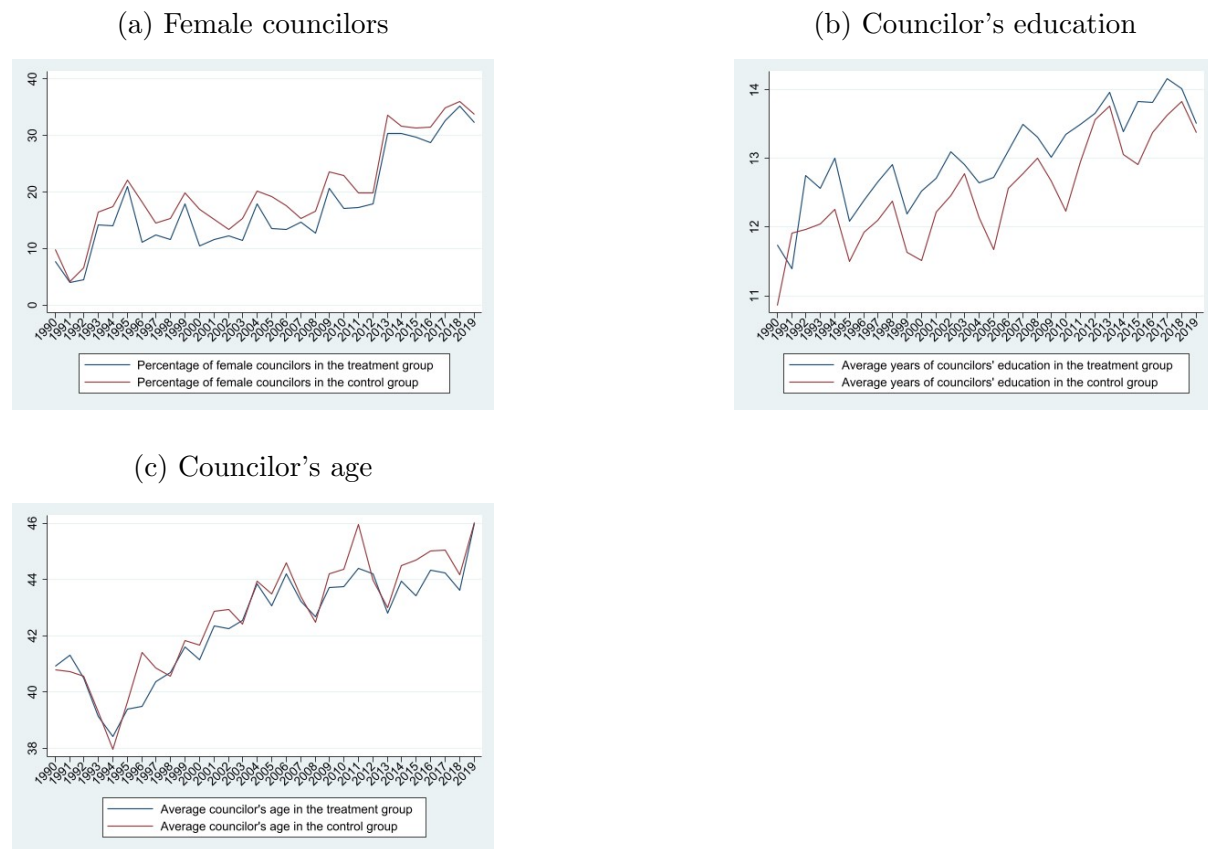 (a) Female councilors
40
30
20
10
0
1990 1991 1992 1993 1994 1995 1996 1997 1998 1999 2000 2001 2002 2003 2004 2005 2006 2007 2008 2009 2010 2011 2012 2013 2014 2015 2016 2017 2018 2019
Percentage of female councilors in the treatment group
Percentage of female councilors in the control group
(b) Councilor's education
14
13
12
11
1990 1991 1992 1993 1994 1995 1996 1997 1998 1999 2000 2001 2002 2003 2004 2005 2006 2007 2008 2009 2010 2011 2012 2013 2014 2015 2016 2017 2018 2019
Average years of councilors' education in the treatment group
Average years of councilors' education in the control group
(c) Councilor's age
46
44
42
40
38
1990 1991 1992 1993 1994 1995 1996 1997 1998 1999 2000 2001 2002 2003 2004 2005 2006 2007 2008 2009 2010 2011 2012 2013 2014 2015 2016 2017 2018 2019
Average councilor's age in the treatment group
Average councilor's age in the control group